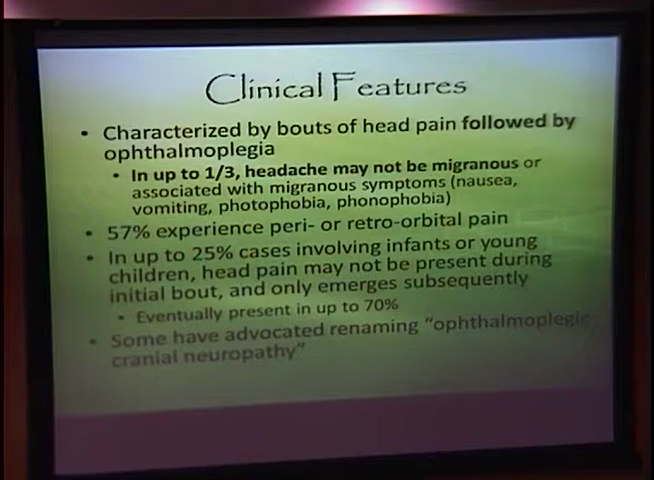 Clinical Features
• Characterized by bouts of head pain followed by
ophthalmoplegia
• In up to 1/3, headache may not be migranous or
associated with migranous symptoms (nausea,
vomiting, photophobia, phonophobia)
• 57% experience peri- or retro-orbital pain
• In up to 25% cases involving infants or young
children, head pain may not be present during
initial bout, and only emerges subsequently
• Eventually present in up to 70%
• Some have advocated renaming “ophthalmoplegic
cranial neuropathy”